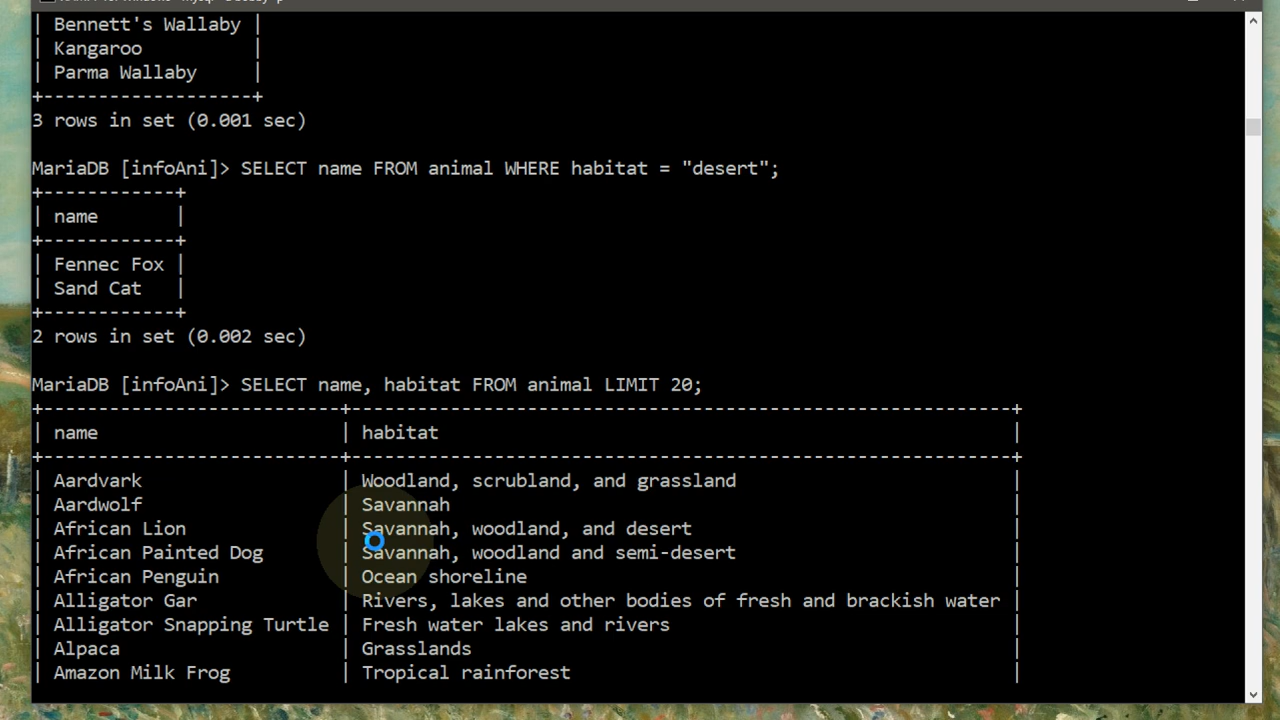 | Bennett's Wallaby |
| Kangaroo          |
| Parma Wallaby     |
+-------------------+
3 rows in set (0.001 sec)
MariaDB [infoAni]> SELECT name FROM animal WHERE habitat = "desert";
+------------+
| name       |
+------------+
| Fennec Fox |
| Sand Cat   |
+------------+
2 rows in set (0.002 sec)
MariaDB [infoAni]> SELECT name, habitat FROM animal LIMIT 20;
+---------------------------+------------------------------------------------------------+
| name                      | habitat                                                    |
+---------------------------+------------------------------------------------------------+
| Aardvark                  | Woodland, scrubland, and grassland                         |
| Aardwolf                  | Savannah                                                   |
| African Lion              | Savannah, woodland, and desert                             |
| African Painted Dog       | Savannah, woodland and semi-desert                         |
| African Penguin           | Ocean shoreline                                            |
| Alligator Gar             | Rivers, lakes and other bodies of fresh and brackish water |
| Alligator Snapping Turtle | Fresh water lakes and rivers                               |
| Alpaca                    | Grasslands                                                 |
| Amazon Milk Frog          | Tropical rainforest                                        |